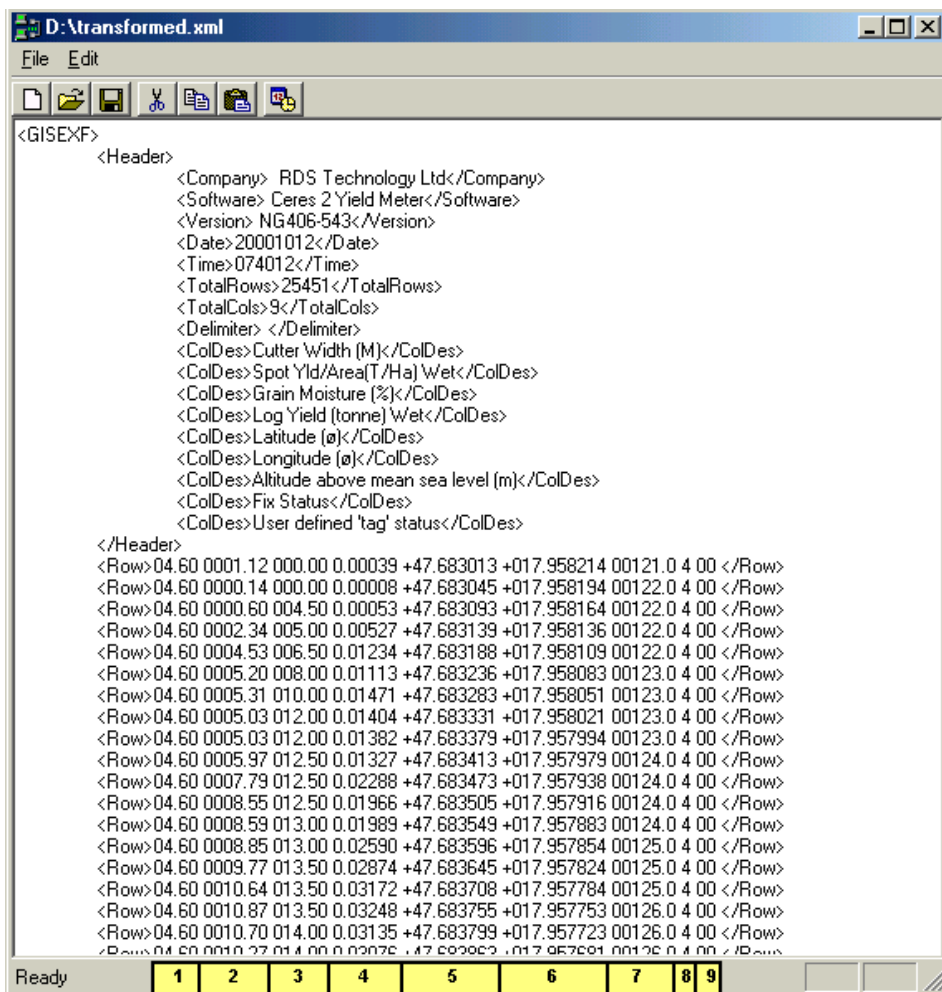 D:\transformed.xml
File Edit
<GISEXF>
<Header>
<Company> RDS Technology Ltd</Company>
<Software> Ceres 2 Yield Meter</Software>
<Version> NG406-543</Version>
<Date>20001012</Date>
<Time>074012</Time>
<TotalRows>25451</TotalRows>
<TotalCols>9</TotalCols>
<Delimiter> </Delimiter>
<ColDes>Cutter Width (M)</ColDes>
<ColDes>Spot Yld/Area(T/Ha) Wet</ColDes>
<ColDes>Grain Moisture (%)</ColDes>
<ColDes>Log Yield (tonne) Wet</ColDes>
<ColDes>Latitude (ø)</ColDes>
<ColDes>Longitude (ø)</ColDes>
<ColDes>Altitude above mean sea level (m)</ColDes>
<ColDes>Fix Status</ColDes>
<ColDes>User defined 'tag' status</ColDes>
</Header>
<Row>04.60 0001.12 000.00 0.00039 +47.683013 +017.958214 00121.0 4 00 </Row>
<Row>04.60 0000.14 000.00 0.00008 +47.683045 +017.958194 00122.0 4 00 </Row>
<Row>04.60 0000.60 004.50 0.00053 +47.683093 +017.958164 00122.0 4 00 </Row>
<Row>04.60 0002.34 005.00 0.00527 +47.683139 +017.958136 00122.0 4 00 </Row>
<Row>04.60 0004.53 006.50 0.01234 +47.683188 +017.958109 00122.0 4 00 </Row>
<Row>04.60 0005.20 008.00 0.01113 +47.683236 +017.958083 00123.0 4 00 </Row>
<Row>04.60 0005.31 010.00 0.01471 +47.683283 +017.958051 00123.0 4 00 </Row>
<Row>04.60 0005.03 012.00 0.01404 +47.683331 +017.958021 00123.0 4 00 </Row>
<Row>04.60 0005.03 012.00 0.01382 +47.683379 +017.957994 00123.0 4 00 </Row>
<Row>04.60 0005.97 012.50 0.01327 +47.683413 +017.957979 00124.0 4 00 </Row>
<Row>04.60 0007.79 012.50 0.02288 +47.683473 +017.957938 00124.0 4 00 </Row>
<Row>04.60 0008.55 012.50 0.01966 +47.683505 +017.957916 00124.0 4 00 </Row>
<Row>04.60 0008.59 013.00 0.01989 +47.683549 +017.957883 00124.0 4 00 </Row>
<Row>04.60 0008.85 013.00 0.02590 +47.683596 +017.957854 00125.0 4 00 </Row>
<Row>04.60 0009.77 013.50 0.02874 +47.683645 +017.957824 00125.0 4 00 </Row>
<Row>04.60 0010.64 013.50 0.03172 +47.683708 +017.957784 00125.0 4 00 </Row>
<Row>04.60 0010.87 013.50 0.03248 +47.683755 +017.957753 00126.0 4 00 </Row>
<Row>04.60 0010.70 014.00 0.03135 +47.683799 +017.957723 00126.0 4 00 </Row>
Ready 1 2 3 4 5 6 7 8 9